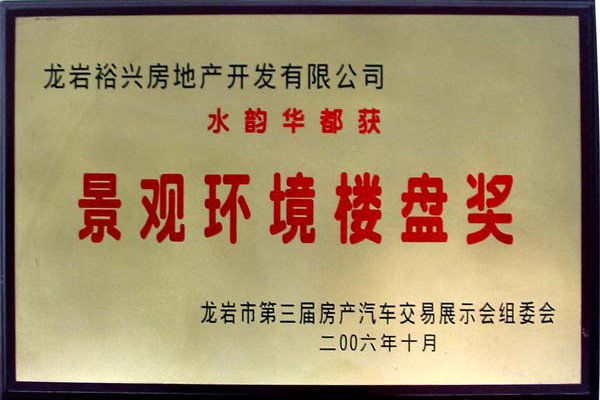 龙岩裕兴房地产开发有限公司
水韵华都获
景观环境楼盘奖
龙岩市第三届房产汽车交易展示会组委会
二00六年十月